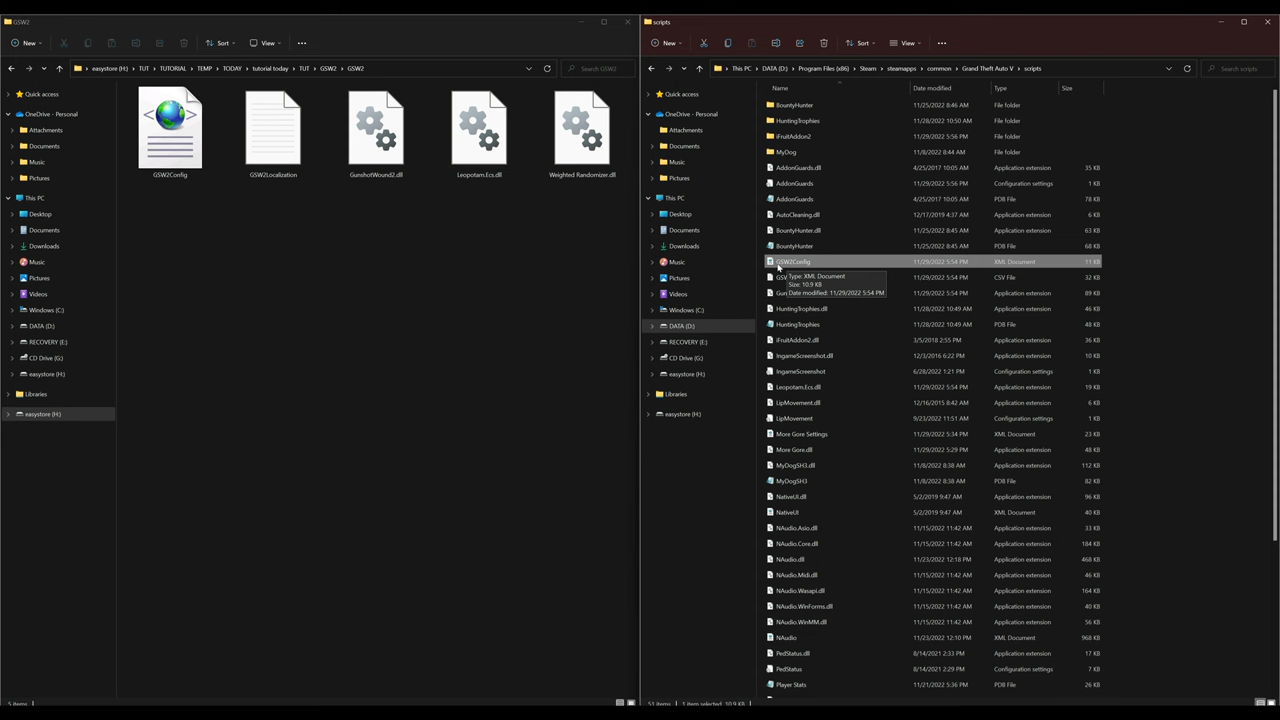 GSW2
New
Sort
View
easystore (H:) > TUT > TUTORIAL > TEMP > TODAY > tutorial today > TUT > GSW2 > GSW2
Search GSW2
Quick access
OneDrive - Personal
Attachments
Documents
Music
Pictures
This PC
Desktop
Documents
Downloads
Music
Pictures
Videos
Windows (C:)
DATA (D:)
RECOVERY (E:)
CD Drive (G:)
easystore (H:)
Libraries
easystore (H:)
GSW2Config
GSW2Localization
GunshotWound2.dll
Leopotam.Ecs.dll
Weighted Randomizer.dll
5 items
scripts
New
Sort
View
This PC > DATA (D:) > Program Files (x86) > Steam > steamapps > common > Grand Theft Auto V > scripts
Search scripts
Quick access
OneDrive - Personal
Attachments
Documents
Music
Pictures
This PC
Desktop
Documents
Downloads
Music
Pictures
Videos
Windows (C:)
DATA (D:)
RECOVERY (E:)
CD Drive (G:)
easystore (H:)
Libraries
easystore (H:)
Name Date modified Type Size
BountyHunter 11/25/2022 8:46 AM File folder
HuntingTrophies 11/28/2022 10:50 AM File folder
iFruitAddon2 11/29/2022 5:56 PM File folder
MyDog 11/8/2022 8:44 AM File folder
AddonGuards.dll 4/25/2017 10:05 AM Application extension 35 KB
AddonGuards 11/29/2022 5:56 PM Configuration settings 1 KB
AddonGuards 4/25/2017 10:05 AM PDB File 78 KB
AutoCleaning.dll 12/17/2019 4:37 AM Application extension 6 KB
BountyHunter.dll 11/25/2022 8:45 AM Application extension 63 KB
BountyHunter 11/25/2022 8:45 AM PDB File 68 KB
GSW2Config 11/29/2022 5:54 PM XML Document 11 KB
11/29/2022 5:54 PM CSV File 32 KB
11/29/2022 5:54 PM Application extension 89 KB
Type: XML Document
Size: 10.9 KB
Date modified: 11/29/2022 5:54 PM
HuntingTrophies.dll 11/28/2022 10:49 AM Application extension 46 KB
HuntingTrophies 11/28/2022 10:49 AM PDB File 48 KB
iFruitAddon2.dll 3/5/2018 2:55 PM Application extension 36 KB
IngameScreenshot.dll 12/3/2016 6:22 PM Application extension 10 KB
IngameScreenshot 6/28/2022 1:21 PM Configuration settings 1 KB
Leopotam.Ecs.dll 11/29/2022 5:54 PM Application extension 19 KB
LipMovement.dll 12/16/2015 8:42 AM Application extension 6 KB
LipMovement 9/23/2022 11:51 AM Configuration settings 1 KB
More Gore Settings 11/29/2022 5:54 PM XML Document 23 KB
More Gore.dll 11/29/2022 5:29 PM Application extension 48 KB
MyDogSH3.dll 11/8/2022 8:38 AM Application extension 112 KB
MyDogSH3 11/8/2022 8:38 AM PDB File 82 KB
NativeUI.dll 5/2/2019 9:47 AM Application extension 96 KB
NativeUI 5/2/2019 9:47 AM XML Document 40 KB
NAudio.Asio.dll 11/15/2022 11:42 AM Application extension 33 KB
NAudio.Core.dll 11/15/2022 11:42 AM Application extension 184 KB
NAudio.dll 11/23/2022 12:18 PM Application extension 468 KB
NAudio.Midi.dll 11/15/2022 11:42 AM Application extension 56 KB
NAudio.Wasapi.dll 11/15/2022 11:42 AM Application extension 164 KB
NAudio.WinForms.dll 11/15/2022 11:42 AM Application extension 40 KB
NAudio.WinMM.dll 11/15/2022 11:42 AM Application extension 56 KB
NAudio 11/23/2022 12:10 PM XML Document 968 KB
PedStatus.dll 8/14/2021 2:33 PM Application extension 17 KB
PedStatus 8/14/2021 2:29 PM Configuration settings 7 KB
Player Stats 11/21/2022 5:36 PM PDB File 26 KB
51 items 1 item selected 10.9 KB